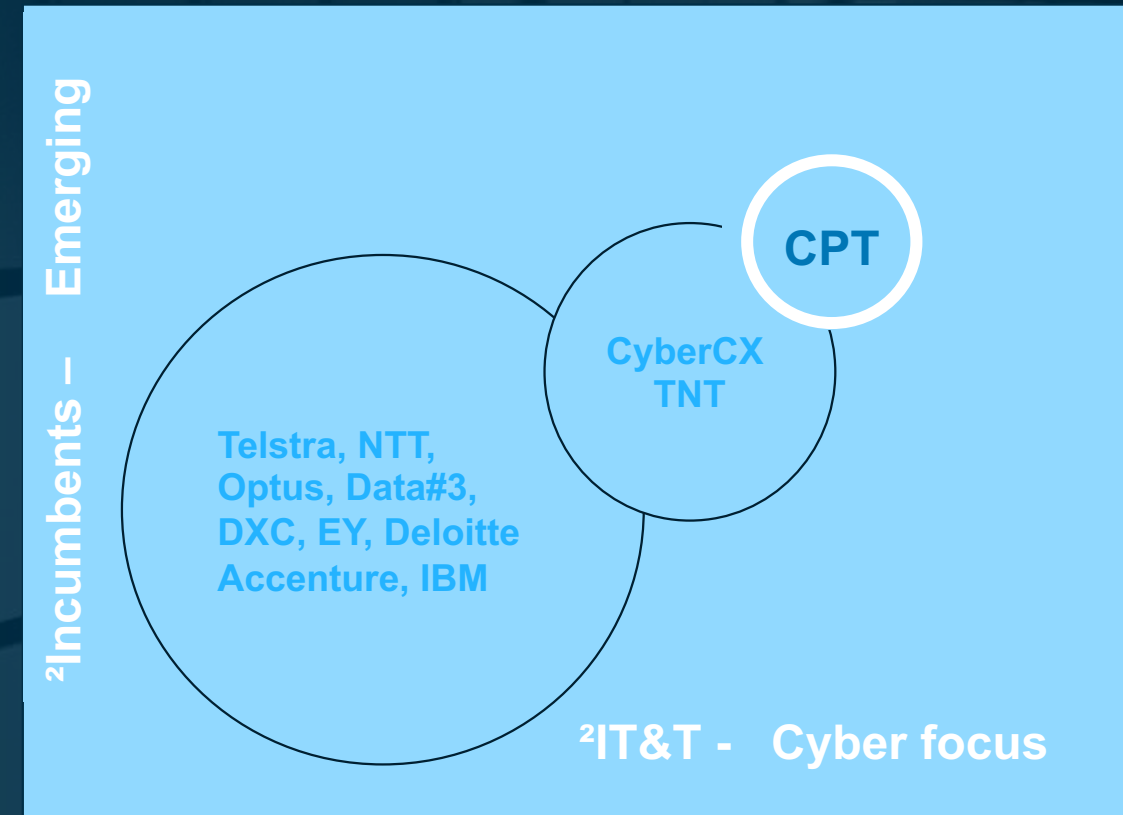 ²Incumbents – Emerging
CPT
CyberCX
TNT
Telstra, NTT,
Optus, Data#3,
DXC, EY, Deloitte
Accenture, IBM
²IT&T - Cyber focus